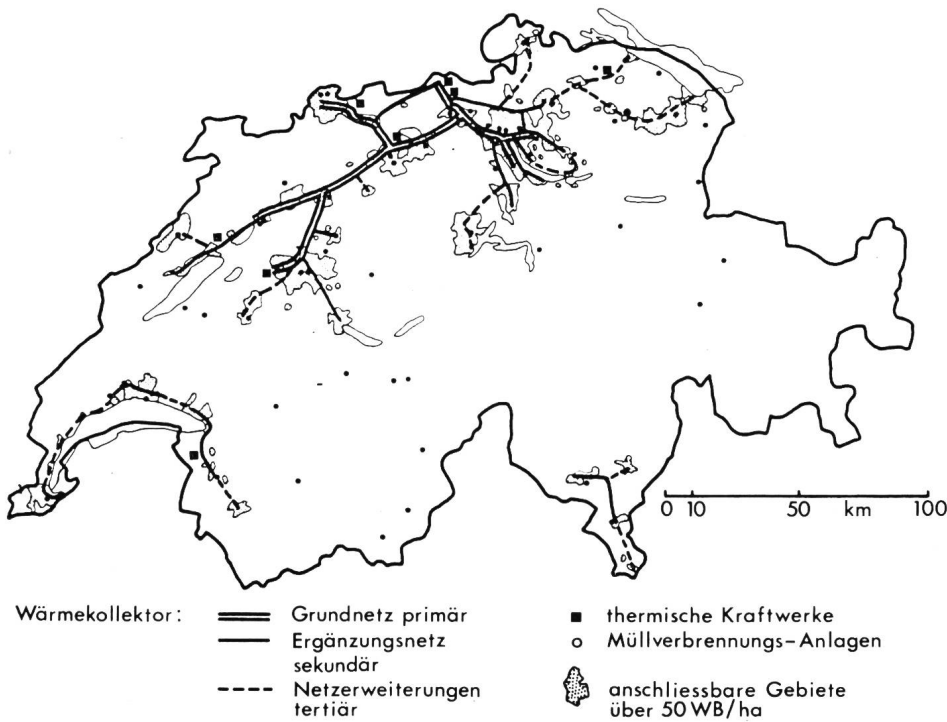 0 10 50 km 100
Wärmekollektor:
Grundnetz primär
Ergänzungsnetz
sekundär
Netzerweiterungen
tertiär
thermische Kraftwerke
Müllverbrennungs-Anlagen
anschliessbare Gebiete
über 50 WB/ha